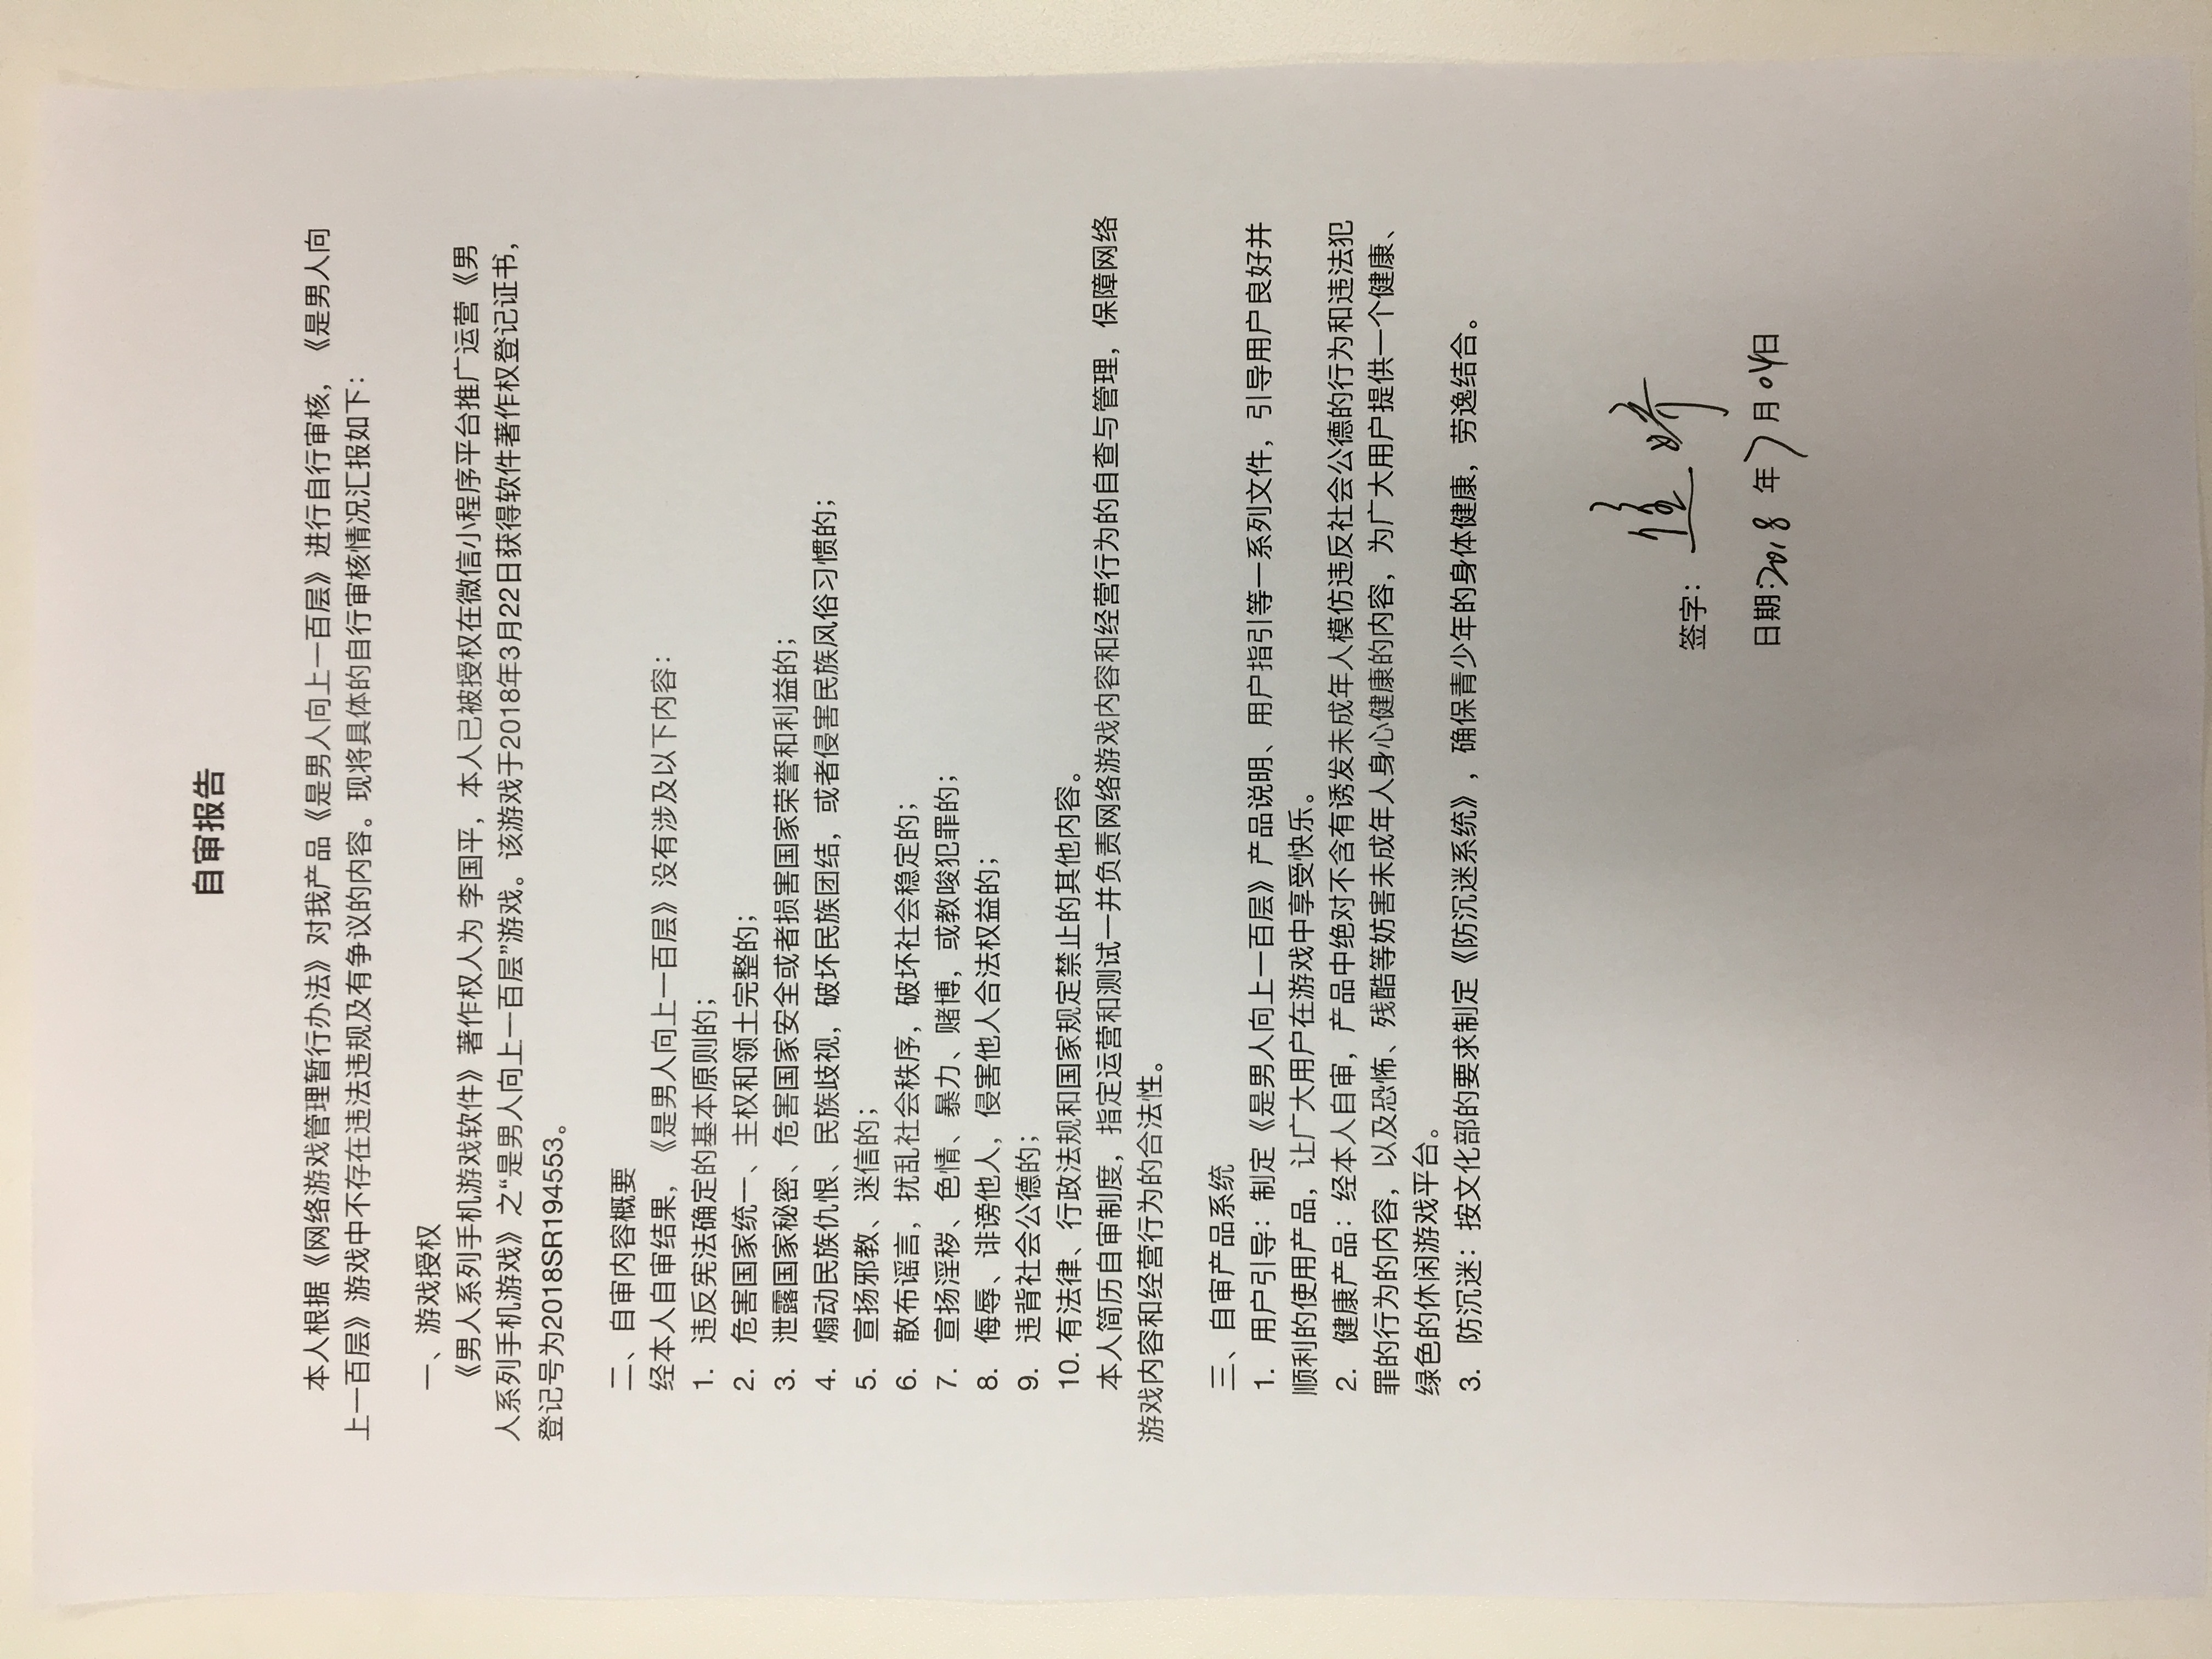 自审报告
本人根据《网络游戏管理暂行办法》对我产品《是男人向上一百层》进行自行审核，《是男人向
上一百层》游戏中不存在违法违规及有争议的内容。现将具体的自行审核情况汇报如下：
一、游戏授权
《男人系列手机游戏软件》著作权人为 李国平，本人已被授权在微信小程序平台推广运营《男
人系列手机游戏》之“是男人向上一百层”游戏。该游戏于2018年3月22日获得软件著作权登记证书，
登记号为2018SR194553。
二、自审内容概要
经本人自审结果，《是男人向上一百层》没有涉及以下内容：
1. 违反宪法确定的基本原则的；
2. 危害国家统一、主权和领土完整的；
3. 泄露国家秘密、危害国家安全或者损害国家荣誉和利益的；
4. 煽动民族仇恨、民族歧视，破坏民族团结，或者侵害民族风俗习惯的；
5. 宣扬邪教、迷信的；
6. 散布谣言，扰乱社会秩序，破坏社会稳定的；
7. 宣扬淫秽、色情、暴力、赌博，或教唆犯罪的；
8. 侮辱、诽谤他人，侵害他人合法权益的；
9. 违背社会公德的；
10. 有法律、行政法规和国家规定禁止的其他内容。
本人简历自审制度，指定运营和测试一并负责网络游戏内容和经营行为的自查与管理，保障网络
游戏内容和经营行为的合法性。
三、自审产品系统
1. 用户引导：制定《是男人向上一百层》产品说明、用户指引等一系列文件，引导用户良好并
顺利的使用产品，让广大用户在游戏中享受快乐。
2. 健康产品：经本人自审，产品中绝对不含有诱发未成年人模仿违反社会公德的行为和违法犯
罪的行为的内容，以及恐怖、残酷等妨害未成年人身心健康的内容，为广大用户提供一个健康、
绿色的休闲游戏平台。
3. 防沉迷：按文化部的要求制定《防沉迷系统》，确保青少年的身体健康，劳逸结合。
签字：
日期：2018 年 7 月 04日